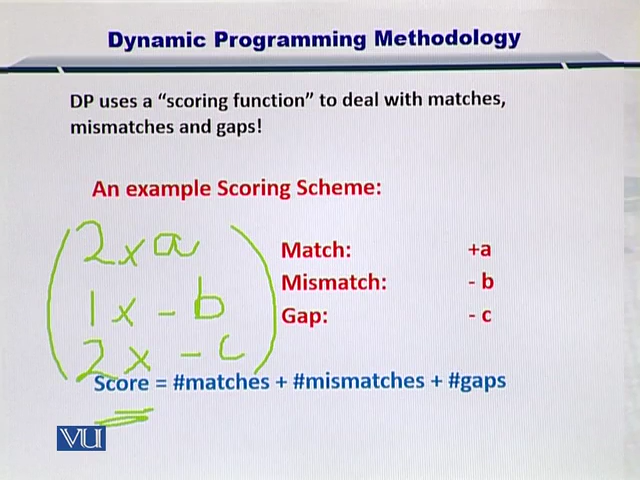 Dynamic Programming Methodology
DP uses a “scoring function” to deal with matches,
mismatches and gaps!
An example Scoring Scheme:
2 x a
Match: +a
1 x - b
Mismatch: - b
Gap: - c
2 x - c
Score = #matches + #mismatches + #gaps
VU